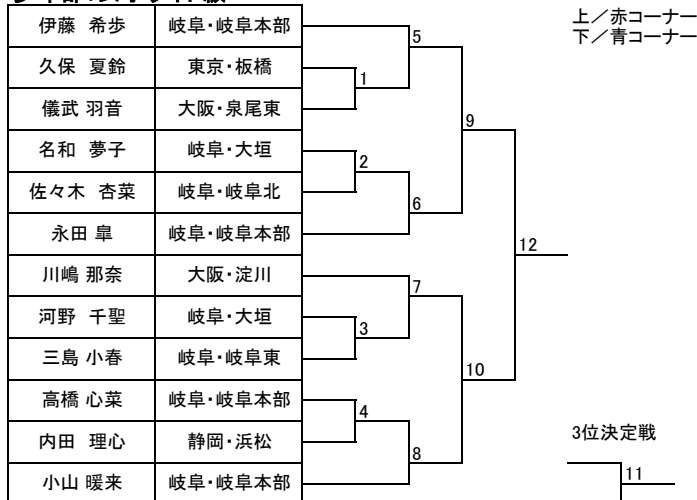 上／赤コーナー
下／青コーナー
伊藤　希歩 岐阜・岐阜本部
久保　夏鈴 東京・板橋
儀武 羽音 大阪・泉尾東
名和　夢子 岐阜・大垣
佐々木　杏菜 岐阜・岐阜北
永田 皐 岐阜・岐阜本部
川嶋 那奈 大阪・淀川
河野　千聖 岐阜・大垣
三島 小春 岐阜・岐阜東
高橋 心菜 岐阜・岐阜本部
内田　理心 静岡・浜松
小山 暖来 岐阜・岐阜本部
1
2
3
4
5
6
7
8
9
10
12
3位決定戦
11